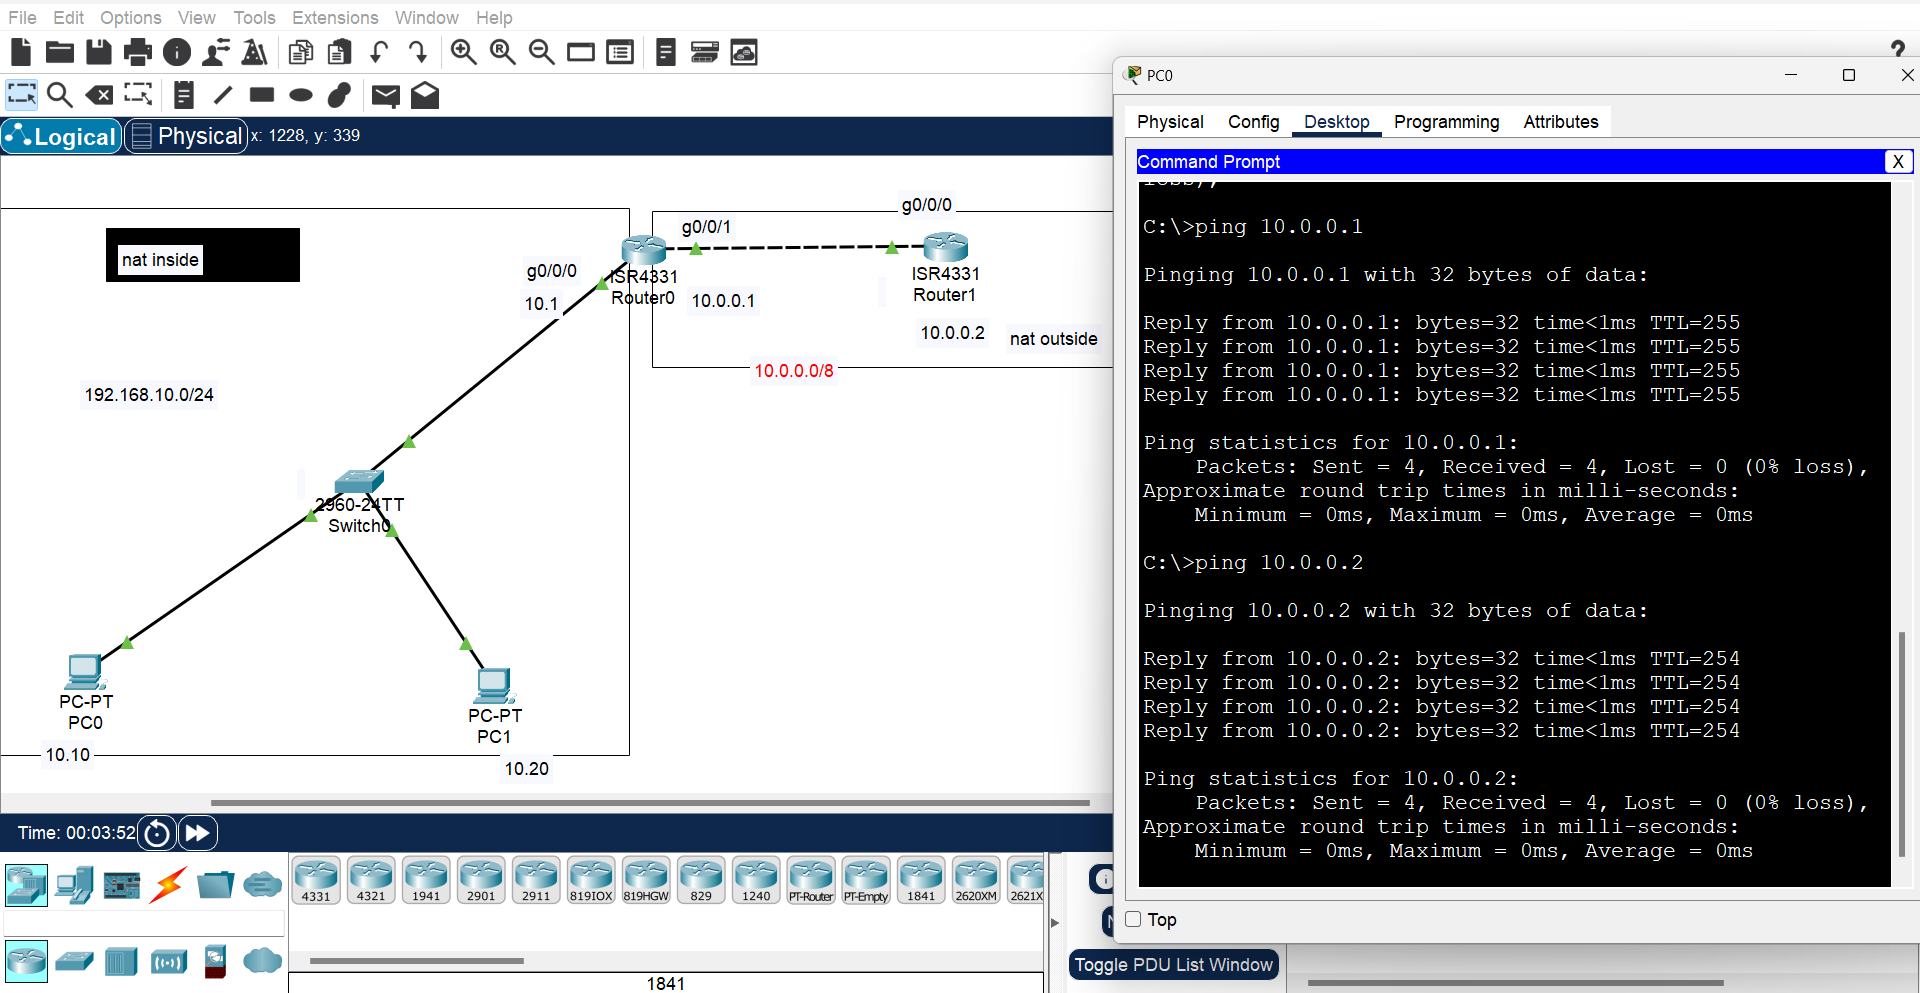 File Edit Options View Tools Extensions Window Help
?
Logical Physical x: 1228, y: 339
nat inside
g0/0/0
g0/0/1
g0/0/0
10.1
ISR4331
Router0
10.0.0.1
ISR4331
Router1
10.0.0.2
nat outside
10.0.0.0/8
192.168.10.0/24
2960-24TT
Switch0
PC-PT
PC0
10.10
PC-PT
PC1
10.20
Time: 00:03:52
4331 4321 1941 2901 2911 819IOX 819HGW 829 1240 PT-Router PT-Empty 1841 2620XM 2621X
1841
Toggle PDU List Window
PC0
Physical Config Desktop Programming Attributes
Command Prompt X
C:\>ping 10.0.0.1
Pinging 10.0.0.1 with 32 bytes of data:
Reply from 10.0.0.1: bytes=32 time<1ms TTL=255
Reply from 10.0.0.1: bytes=32 time<1ms TTL=255
Reply from 10.0.0.1: bytes=32 time<1ms TTL=255
Reply from 10.0.0.1: bytes=32 time<1ms TTL=255
Ping statistics for 10.0.0.1:
Packets: Sent = 4, Received = 4, Lost = 0 (0% loss),
Approximate round trip times in milli-seconds:
Minimum = 0ms, Maximum = 0ms, Average = 0ms
C:\>ping 10.0.0.2
Pinging 10.0.0.2 with 32 bytes of data:
Reply from 10.0.0.2: bytes=32 time<1ms TTL=254
Reply from 10.0.0.2: bytes=32 time<1ms TTL=254
Reply from 10.0.0.2: bytes=32 time<1ms TTL=254
Reply from 10.0.0.2: bytes=32 time<1ms TTL=254
Ping statistics for 10.0.0.2:
Packets: Sent = 4, Received = 4, Lost = 0 (0% loss),
Approximate round trip times in milli-seconds:
Minimum = 0ms, Maximum = 0ms, Average = 0ms
Top